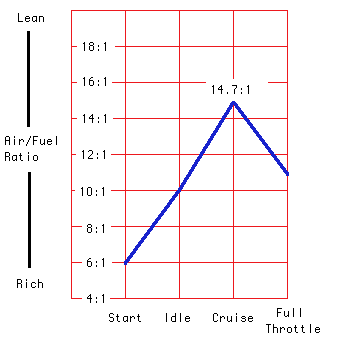 Lean
18:1
16:1
14.7:1
14:1
Air/Fuel
Ratio
12:1
10:1
8:1
6:1
Rich
4:1
Start
Idle
Cruise
Full
Throttle